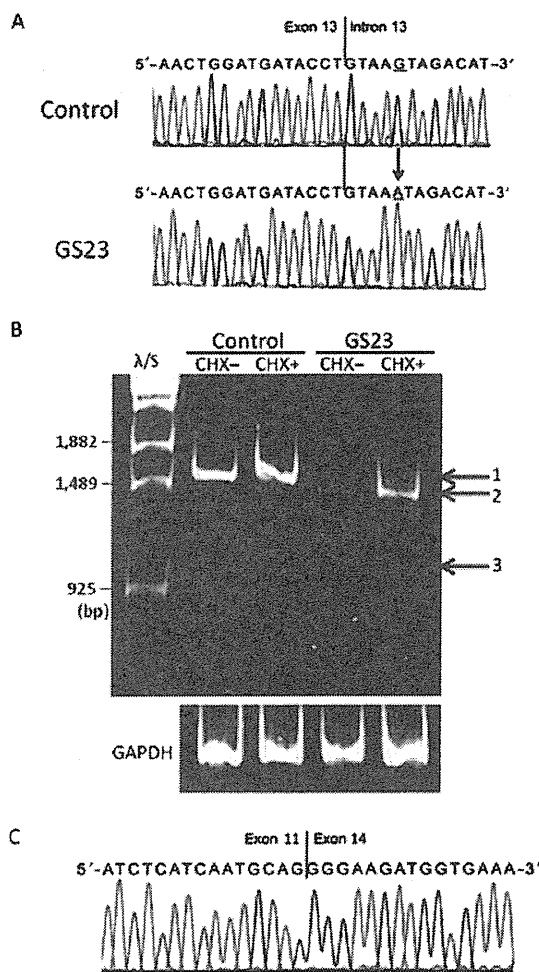 A
Exon 13 Intron 13
5′-AACTGGATGATACCTGTAAGTAGACAT-3′
Control
5′-AACTGGATGATACCTGTAAATAGACAT-3′
GS23
B
Control GS23
λ/S CHX– CHX+ CHX– CHX+
1,882
1
1,489
2
3
925
(bp)
GAPDH
C
Exon 11 Exon 14
5′-ATCTCATCAATGCAGGGGAAGATGGTGAAA-3′